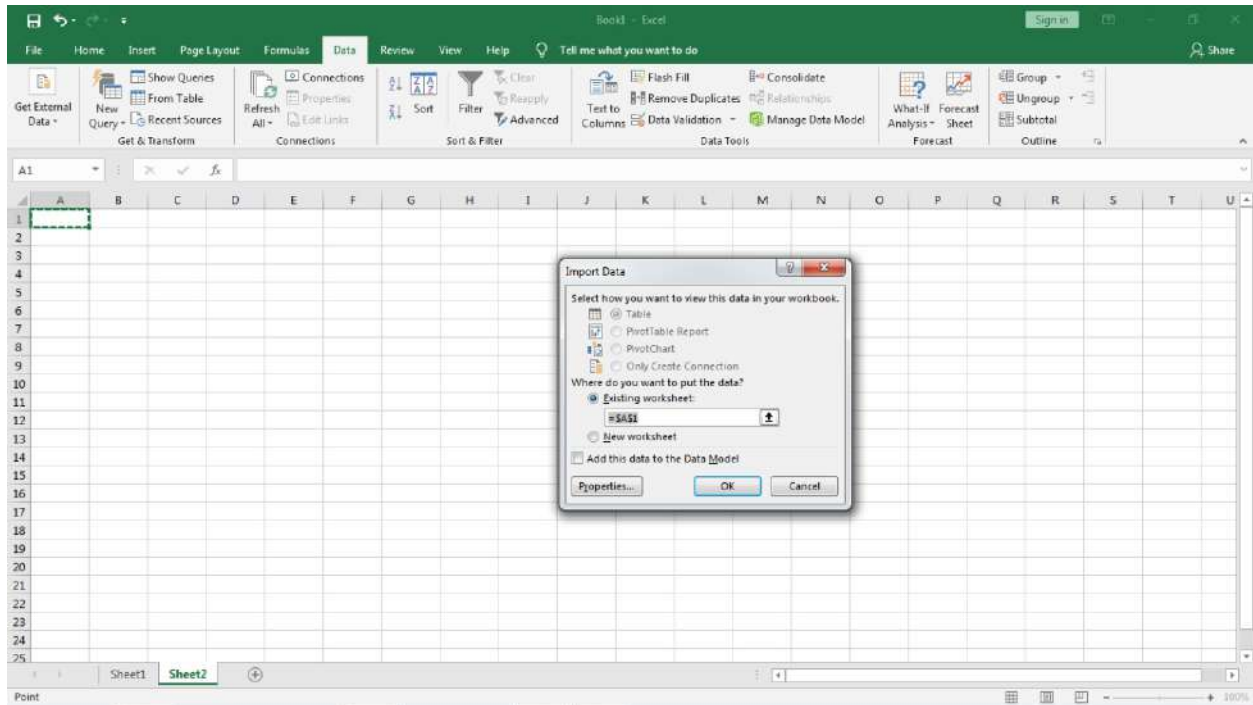 Book1 - Excel
Sign in
File Home Insert Page Layout Formulas Data Review View Help Tell me what you want to do Share
Get External Data
New Query
Show Queries
From Table
Recent Sources
Get & Transform
Refresh All
Connections
Properties
Edit Links
Connections
Sort
Filter
Clear
Reapply
Advanced
Sort & Filter
Text to Columns
Flash Fill
Remove Duplicates
Data Validation
Consolidate
Relationships
Manage Data Model
Data Tools
What-If Analysis
Forecast Sheet
Forecast
Group
Ungroup
Subtotal
Outline
A1
fx
A B C D E F G H I J K L M N O P Q R S T U
1
2
3
4
5
6
7
8
9
10
11
12
13
14
15
16
17
18
19
20
21
22
23
24
25
Import Data
Select how you want to view this data in your workbook.
Table
PivotTable Report
PivotChart
Only Create Connection
Where do you want to put the data?
Existing worksheet:
=$A$1
New worksheet
Add this data to the Data Model
Properties... OK Cancel
Sheet1 Sheet2
Point
100%